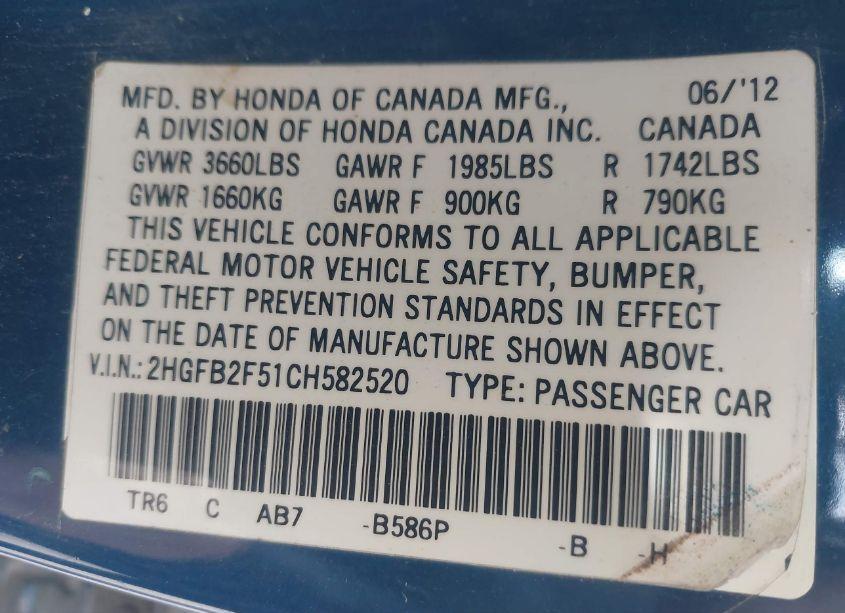 MFD. BY HONDA OF CANADA MFG., 06/'12
A DIVISION OF HONDA CANADA INC. CANADA
GVWR 3660LBS GAWR F 1985LBS R 1742LBS
GVWR 1660KG GAWR F 900KG R 790KG
THIS VEHICLE CONFORMS TO ALL APPLICABLE
FEDERAL MOTOR VEHICLE SAFETY, BUMPER,
AND THEFT PREVENTION STANDARDS IN EFFECT
ON THE DATE OF MANUFACTURE SHOWN ABOVE.
V.I.N.: 2HGFB2F51CH582520 TYPE: PASSENGER CAR
TR6 C AB7 -B586P -B -H